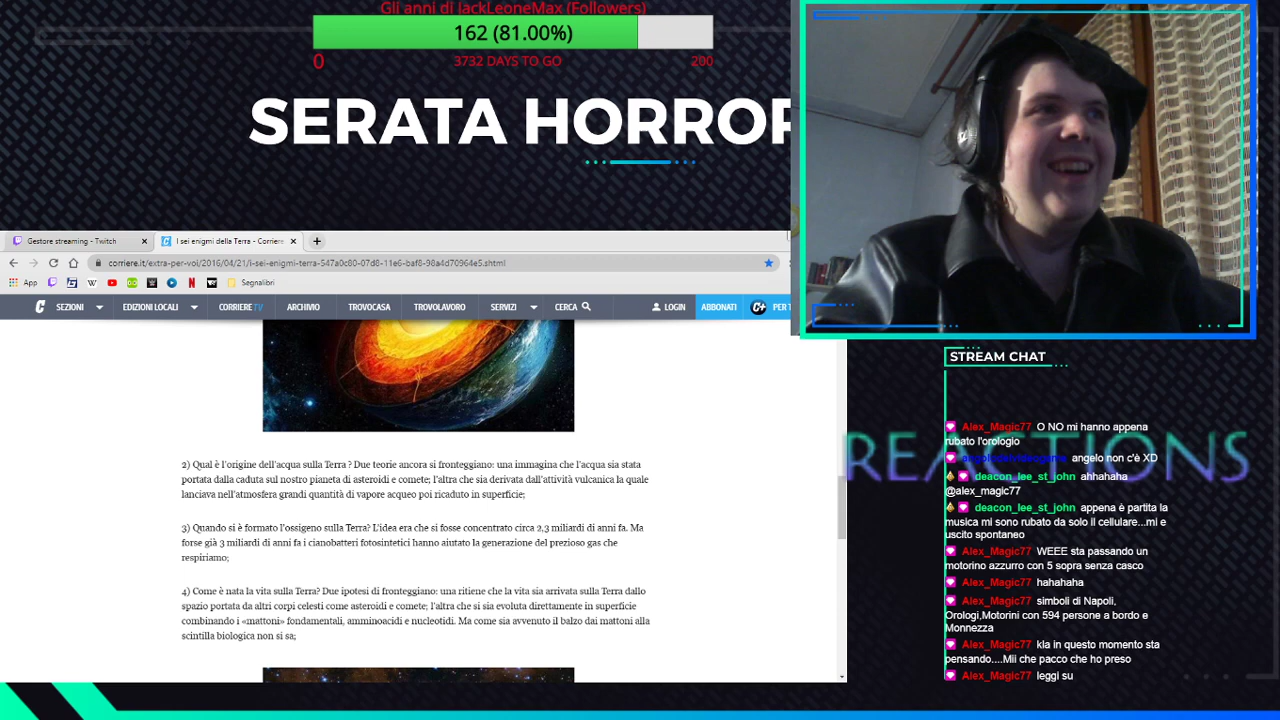 Gli anni di IackLeoneMax (Followers)
162 (81.00%)
0 3732 DAYS TO GO 200
SERATA HORROR
Gestore streaming - Twitch
I sei enigmi della Terra - Corriere
corriere.it/extra-per-voi/2016/04/21/i-sei-enigmi-terra-547a0c80-07d8-11e6-baf8-98a4d70964e5.shtml
App
Segnalibri
SEZIONI EDIZIONI LOCALI CORRIERE TV ARCHIVIO TROVOCASA TROVOLAVORO SERVIZI CERCA LOGIN ABBONATI C+ PER
2) Qual è l'origine dell'acqua sulla Terra ? Due teorie ancora si fronteggiano: una immagina che l'acqua sia stata
portata dalla caduta sul nostro pianeta di asteroidi e comete; l'altra che sia derivata dall'attività vulcanica la quale
lanciava nell'atmosfera grandi quantità di vapore acqueo poi ricaduto in superficie;
3) Quando si è formato l'ossigeno sulla Terra? L'idea era che si fosse concentrato circa 2,3 miliardi di anni fa. Ma
forse già 3 miliardi di anni fa i cianobatteri fotosintetici hanno aiutato la generazione del prezioso gas che
respiriamo;
4) Come è nata la vita sulla Terra? Due ipotesi di fronteggiano: una ritiene che la vita sia arrivata sulla Terra dallo
spazio portata da altri corpi celesti come asteroidi e comete; l'altra che si sia evoluta direttamente in superficie
combinando i «mattoni» fondamentali, amminoacidi e nucleotidi. Ma come sia avvenuto il balzo dai mattoni alla
scintilla biologica non si sa;
STREAM CHAT
REACTIONS
Alex_Magic77 O NO mi hanno appena
rubato l'orologio
angelo non c'è XD
deacon_lee_st_john ahhahaha
@alex_magic77
deacon_lee_st_john appena è partita la
musica mi sono rubato da solo il cellulare...mi e
uscito spontaneo
Alex_Magic77 WEEE sta passando un
motorino azzurro con 5 sopra senza casco
Alex_Magic77 hahahaha
Alex_Magic77 simboli di Napoli,
Orologi,Motorini con 594 persone a bordo e
Monnezza
Alex_Magic77 kla in questo momento sta
pensando....Mii che pacco che ho preso
Alex_Magic77 leggi su